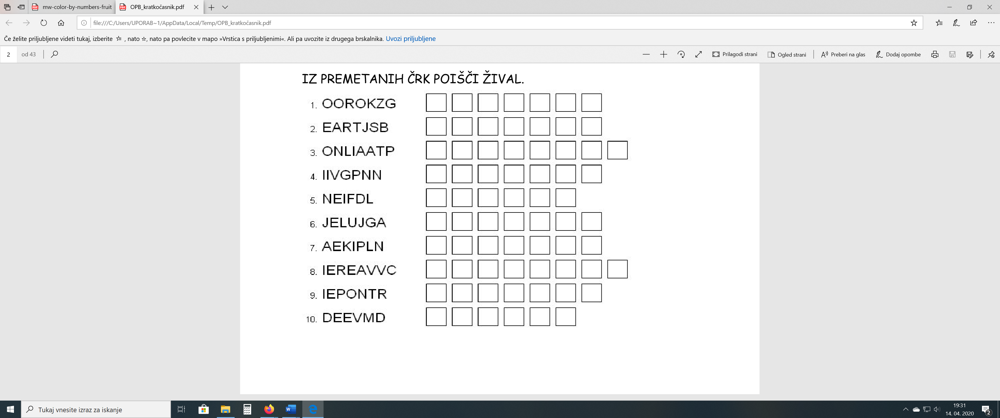 mw-color-by-numbers-fruit
OPB_kratkočasnik.pdf
file:///C:/Users/UPORAB~1/AppData/Local/Temp/OPB_kratkočasnik.pdf
Če želite priljubljene videti tukaj, izberite , nato ☆, nato pa povlecite v mapo »Vrstica s priljubljenimi«. Ali pa uvozite iz drugega brskalnika. Uvozi priljubljene
2 od 43
Prilagodi strani
Ogled strani
Preberi na glas
Dodaj opombe
IZ PREMETANIH ČRK POIŠČI ŽIVAL.
1. OOROKZG
2. EARTJSB
3. ONLIAATP
4. IIVGPNN
5. NEIFDL
6. JELUJGA
7. AEKIPLN
8. IEREAVVC
9. IEPONTR
10. DEEVMD
Tukaj vnesite izraz za iskanje
19:31
14. 04. 2020
2